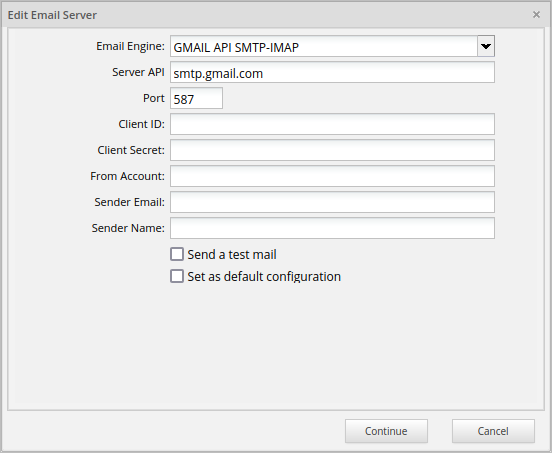 Edit Email Server ×
Email Engine: GMAIL API SMTP-IMAP
Server API smtp.gmail.com
Port 587
Client ID:
Client Secret:
From Account:
Sender Email:
Sender Name:
Send a test mail
Set as default configuration
Continue Cancel